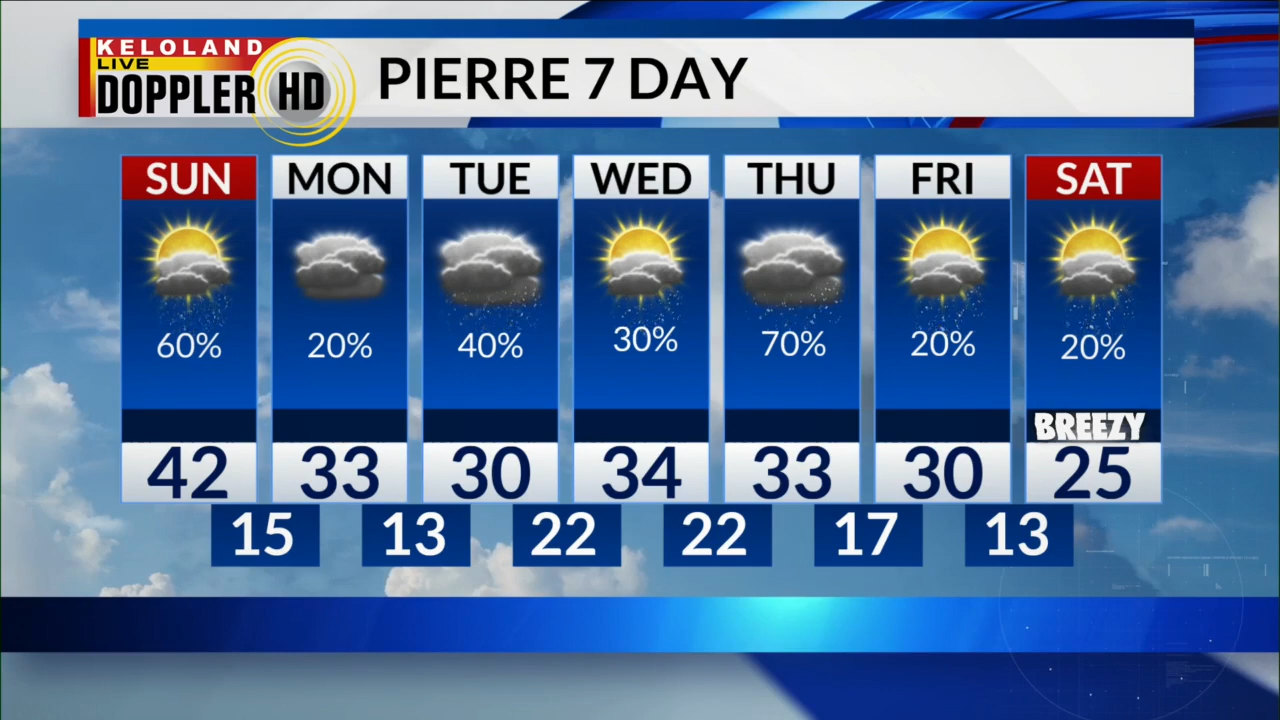 KELOLAND
LIVE
DOPPLER HD
PIERRE 7 DAY
SUN MON TUE WED THU FRI SAT
60% 20% 40% 30% 70% 20% 20%
BREEZY
42 33 30 34 33 30 25
15 13 22 22 17 13